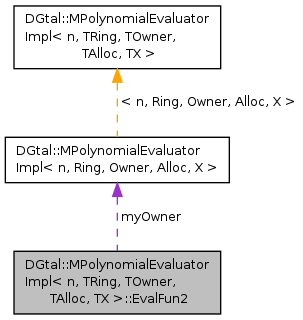 DGtal::MPolynomialEvaluator
Impl< n, TRing, TOwner,
TAlloc, TX >
< n, Ring, Owner, Alloc, X >
DGtal::MPolynomialEvaluator
Impl< n, Ring, Owner, Alloc, X >
myOwner
DGtal::MPolynomialEvaluator
Impl< n, TRing, TOwner,
TAlloc, TX >::EvalFun2